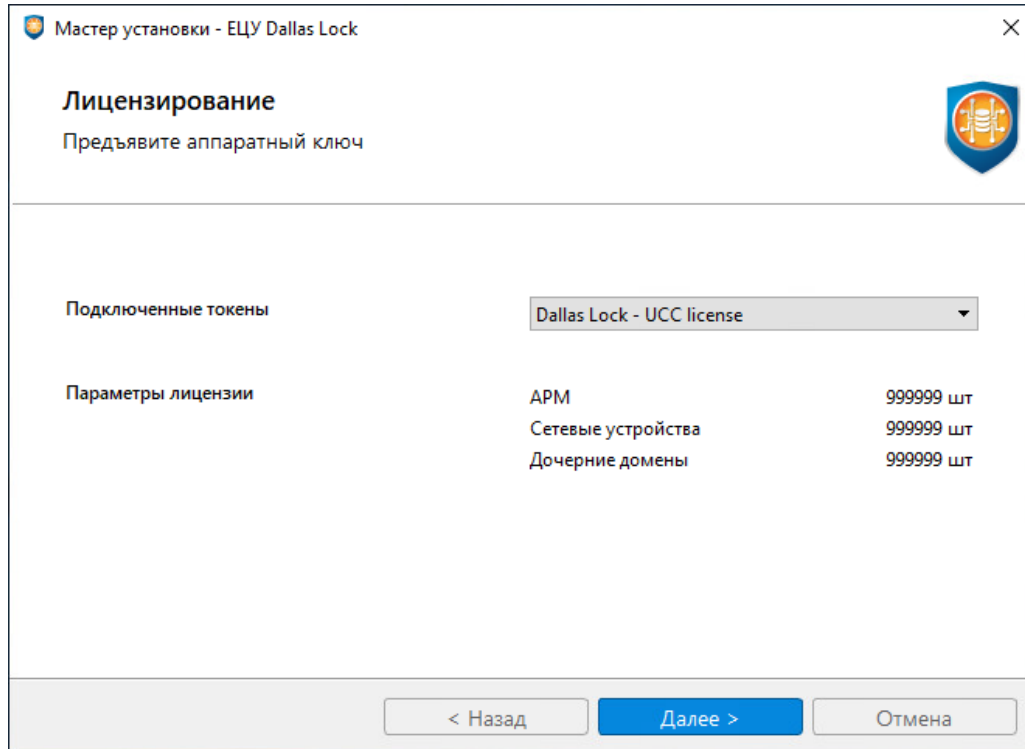 Мастер установки - ЕЦУ Dallas Lock
Лицензирование
Предъявите аппаратный ключ
Подключенные токены
Dallas Lock - UCC license
Параметры лицензии
АРМ 999999 шт
Сетевые устройства 999999 шт
Дочерние домены 999999 шт
< Назад
Далее >
Отмена